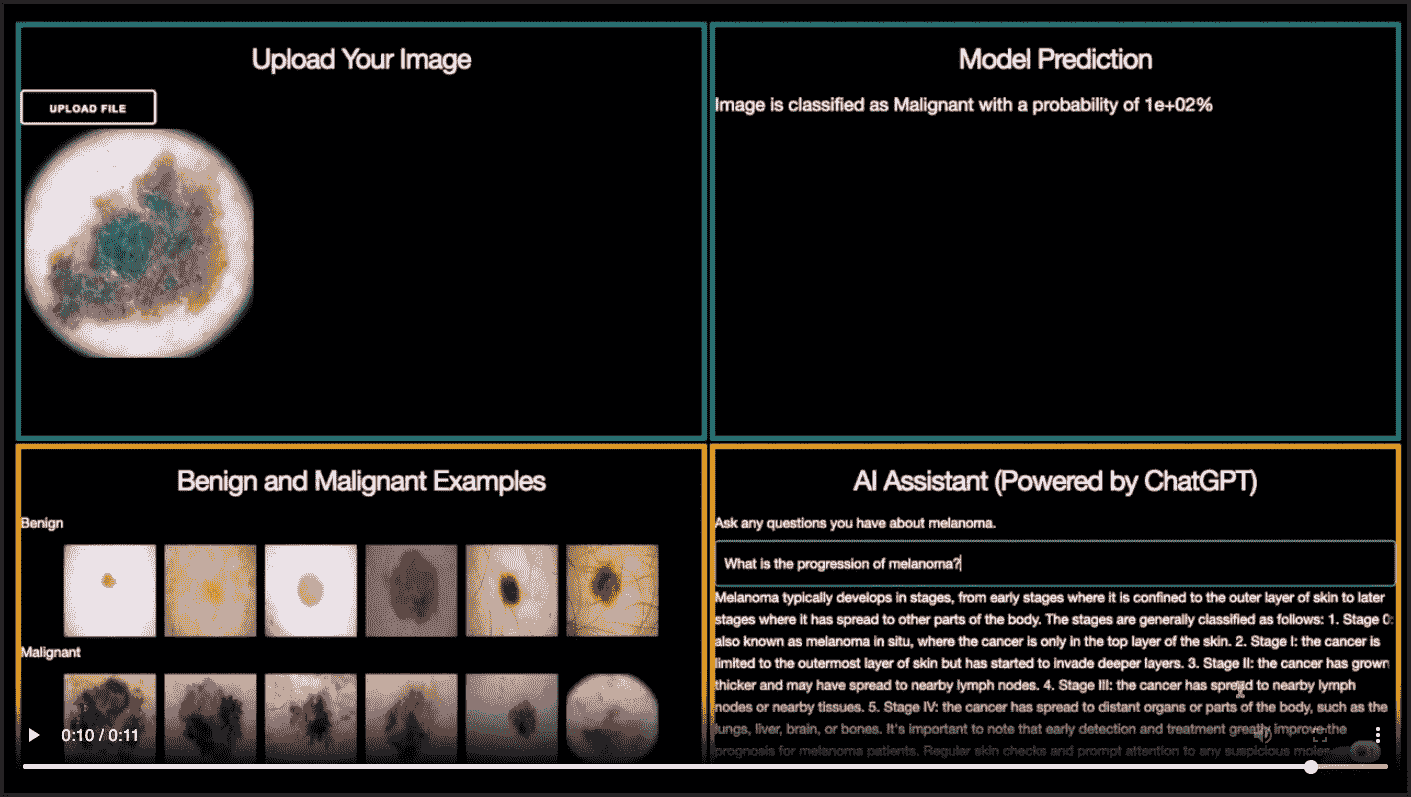 Upload Your Image
UPLOAD FILE
Model Prediction
Image is classified as Malignant with a probability of 1e+02%
Benign and Malignant Examples
Benign
Malignant
AI Assistant (Powered by ChatGPT)
Ask any questions you have about melanoma.
What is the progression of melanoma?
Melanoma typically develops in stages, from early stages where it is confined to the outer layer of skin to later
stages where it has spread to other parts of the body. The stages are generally classified as follows: 1. Stage 0:
also known as melanoma in situ, where the cancer is only in the top layer of the skin. 2. Stage I: the cancer is
limited to the outermost layer of skin but has started to invade deeper layers. 3. Stage II: the cancer has grown
thicker and may have spread to nearby lymph nodes. 4. Stage III: the cancer has spread to nearby lymph
nodes or nearby tissues. 5. Stage IV: the cancer has spread to distant organs or parts of the body, such as the
lungs, liver, brain, or bones. It's important to note that early detection and treatment greatly improve the
prognosis for melanoma patients. Regular skin checks and prompt attention to any suspicious moles
0:10 / 0:11